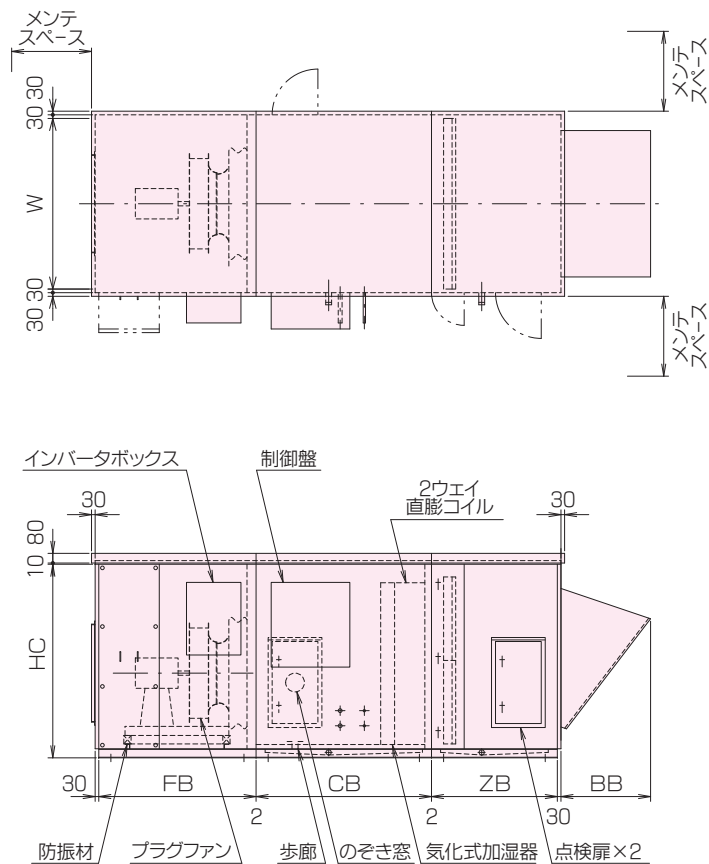 メンテ
スペース
メンテ
スペース
30
30
W
30
30
メンテ
スペース
インバータボックス
制御盤
2ウェイ
直膨コイル
30
30
80
10
HC
30
FB
2
CB
2
ZB
30
BB
防振材
プラグファン
歩廊
のぞき窓
気化式加湿器
点検扉×2